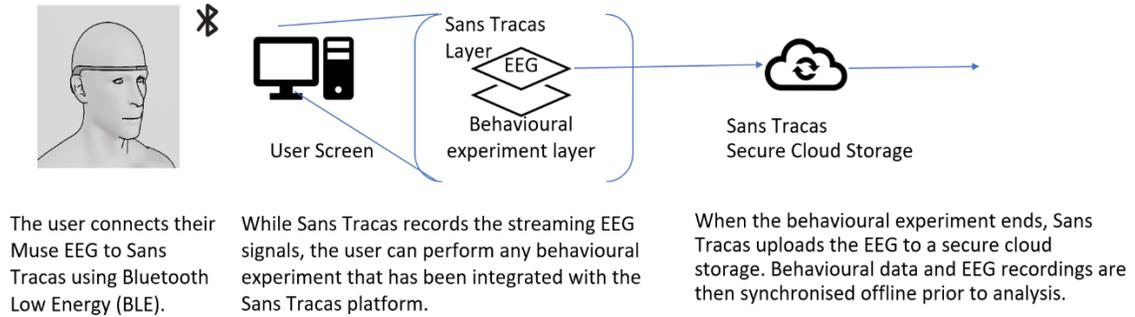 Sans Tracas
Layer
EEG
Behavioural
experiment layer
User Screen
Sans Tracas
Secure Cloud Storage
The user connects their
Muse EEG to Sans
Tracas using Bluetooth
Low Energy (BLE).
While Sans Tracas records the streaming EEG
signals, the user can perform any behavioural
experiment that has been integrated with the
Sans Tracas platform.
When the behavioural experiment ends, Sans
Tracas uploads the EEG to a secure cloud
storage. Behavioural data and EEG recordings are
then synchronised offline prior to analysis.